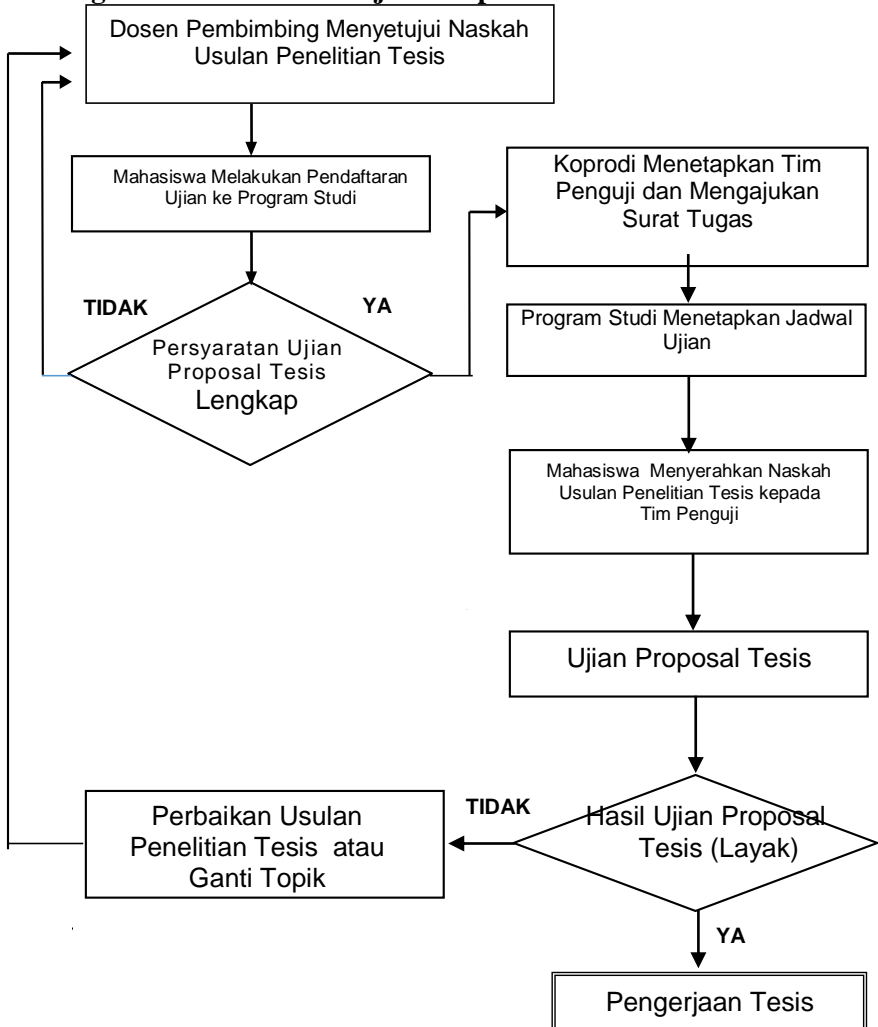 Dosen Pembimbing Menyetujui Naskah
Usulan Penelitian Tesis
Mahasiswa Melakukan Pendaftaran
Ujian ke Program Studi
TIDAK
YA
Persyaratan Ujian
Proposal Tesis
Lengkap
Koprodi Menetapkan Tim
Penguji dan Mengajukan
Surat Tugas
Program Studi Menetapkan Jadwal
Ujian
Mahasiswa Menyerahkan Naskah
Usulan Penelitian Tesis kepada
Tim Penguji
Ujian Proposal Tesis
Hasil Ujian Proposal
Tesis (Layak)
TIDAK
Perbaikan Usulan
Penelitian Tesis atau
Ganti Topik
YA
Pengerjaan Tesis